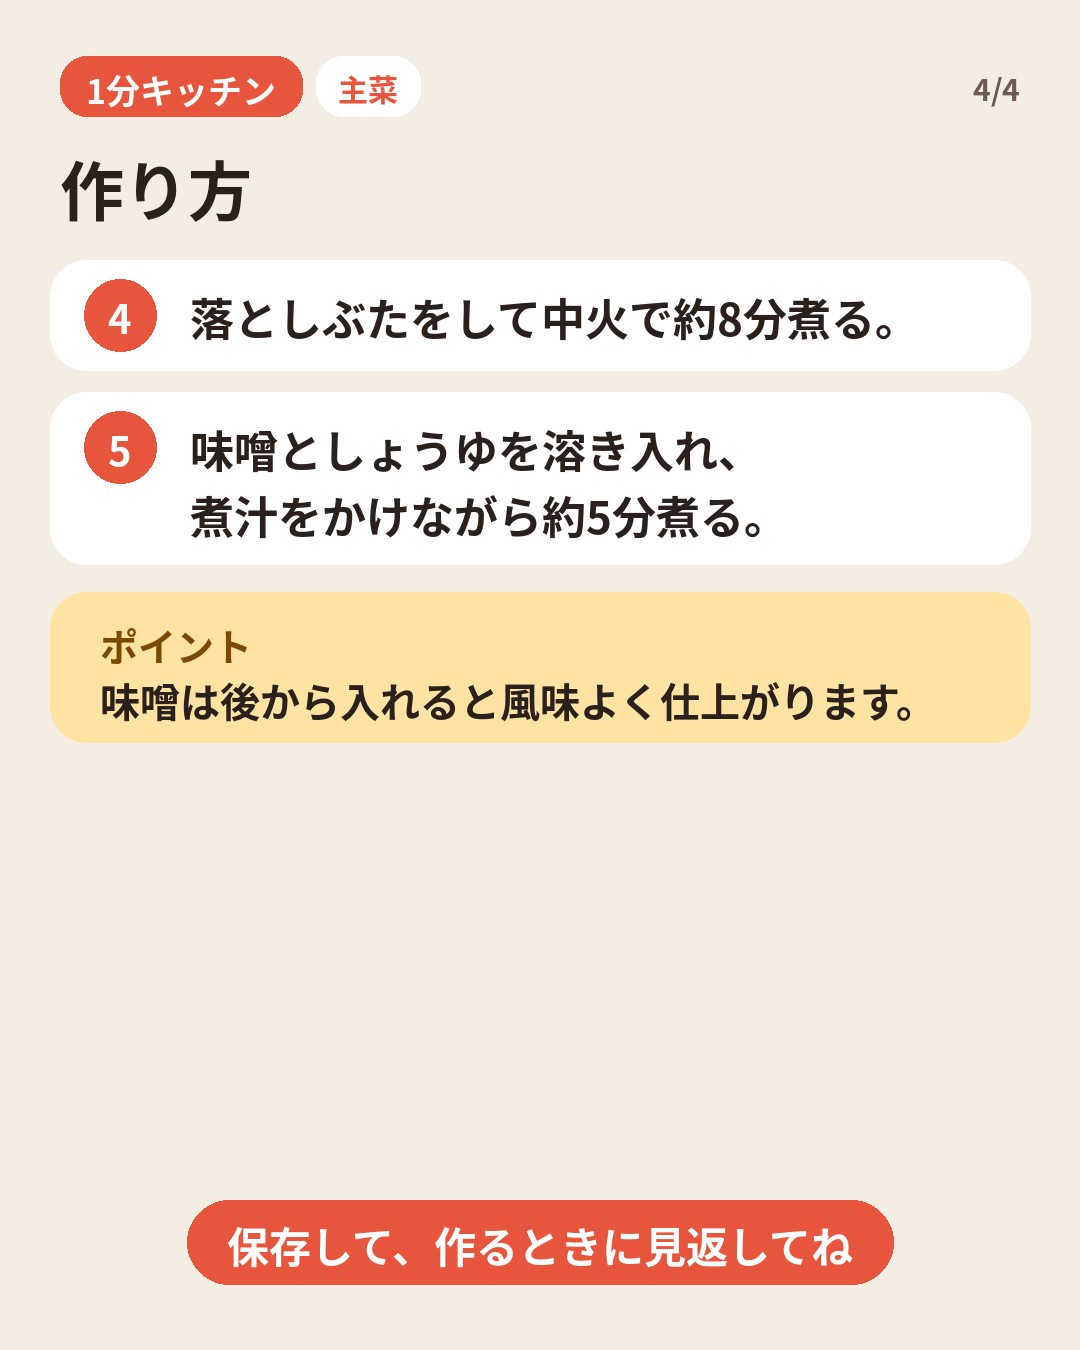 1分キッチン
主菜
4/4
作り方
4
落としぶたをして中火で約8分煮る。
5
味噌としょうゆを溶き入れ、
煮汁をかけながら約5分煮る。
ポイント
味噌は後から入れると風味よく仕上がります。
保存して、作るときに見返してね